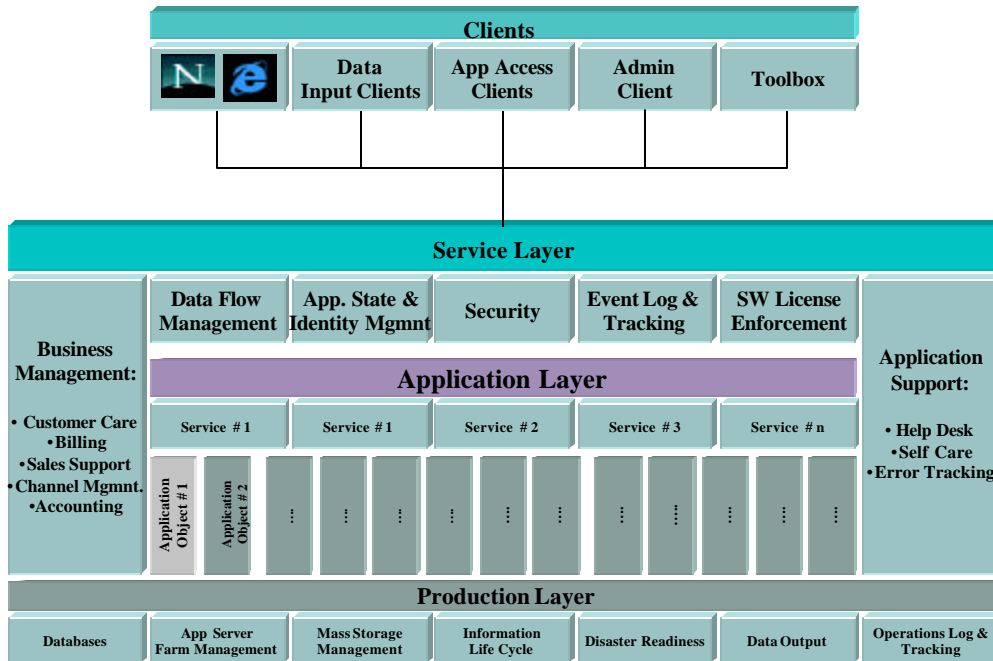 Clients
N
e
Data
Input Clients
App Access
Clients
Admin
Client
Toolbox
Service Layer
Business
Management:
• Customer Care
•Billing
•Sales Support
•Channel Mgmnt.
•Accounting
Data Flow
Management
App. State &
Identity Mgmnt
Security
Event Log &
Tracking
SW License
Enforcement
Application Layer
Service # 1
Service # 1
Service # 2
Service # 3
Service # n
Application
Object # 1
Application
Object # 2
....
....
....
....
....
....
....
.....
....
....
....
Application
Support:
• Help Desk
•Self Care
•Error Tracking
Production Layer
Databases
App Server
Farm Management
Mass Storage
Management
Information
Life Cycle
Disaster Readiness
Data Output
Operations Log &
Tracking